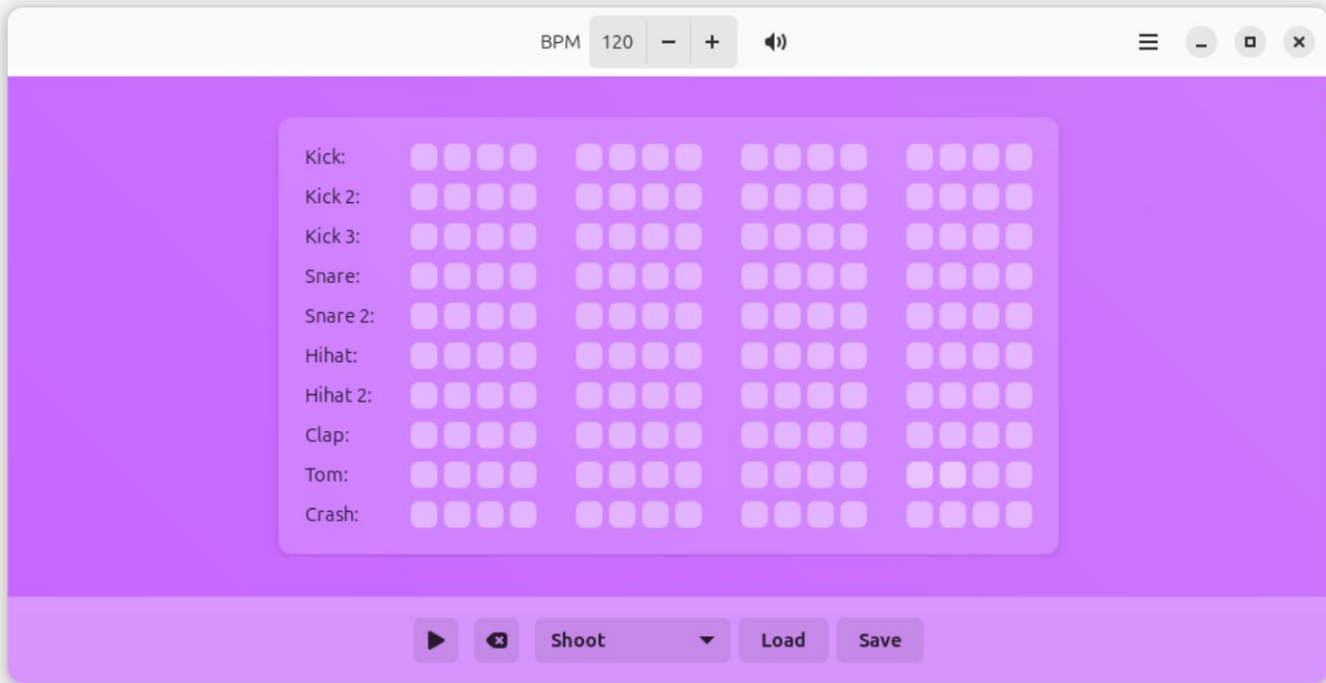 BPM 120 − +
Kick:
Kick 2:
Kick 3:
Snare:
Snare 2:
Hihat:
Hihat 2:
Clap:
Tom:
Crash:
Shoot Load Save